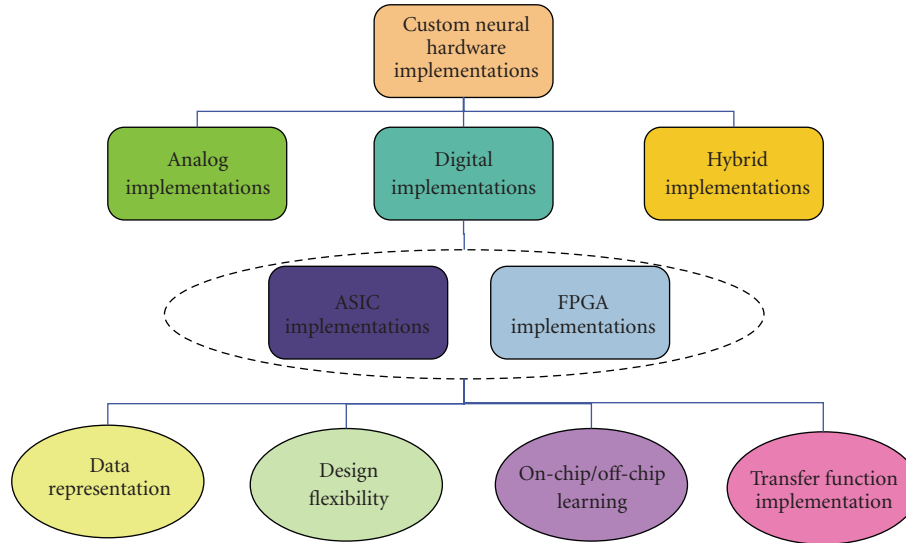 Custom neural
hardware
implementations
Analog
implementations
Digital
implementations
Hybrid
implementations
ASIC
implementations
FPGA
implementations
Data
representation
Design
flexibility
On-chip/off-chip
learning
Transfer function
implementation